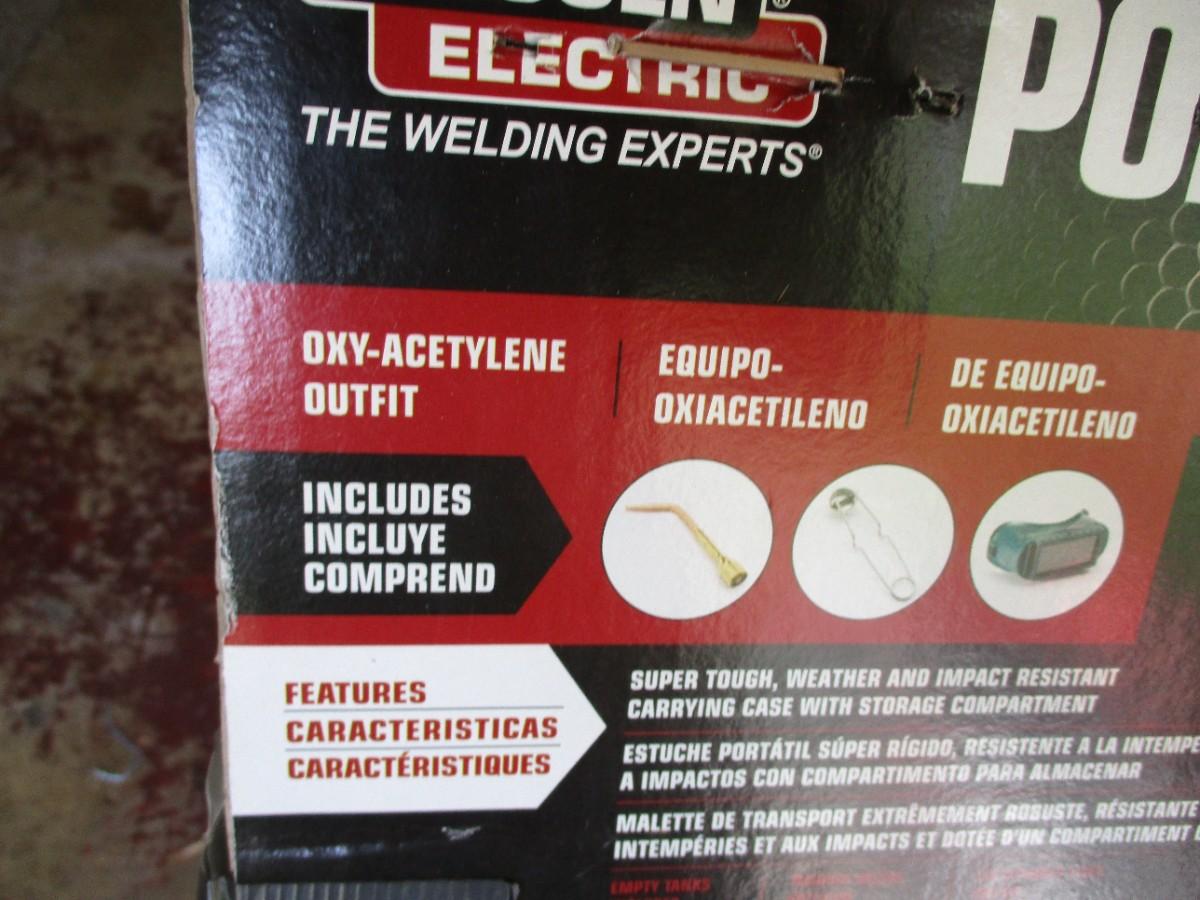 ELECTRIC
THE WELDING EXPERTS®
PO
OXY-ACETYLENE
OUTFIT
EQUIPO-
OXIACETILENO
DE EQUIPO-
OXIACETILENO
INCLUDES
INCLUYE
COMPREND
FEATURES
CARACTERISTICAS
CARACTÉRISTIQUES
SUPER TOUGH, WEATHER AND IMPACT RESISTANT
CARRYING CASE WITH STORAGE COMPARTMENT
ESTUCHE PORTÁTIL SÚPER RÍGIDO, RESISTENTE A LA INTEMPE
A IMPACTOS CON COMPARTIMENTO PARA ALMACENAR
MALETTE DE TRANSPORT EXTRÊMEMENT ROBUSTE, RÉSISTANTE
INTEMPÉRIES ET AUX IMPACTS ET DOTÉE D'UN COMPARTIMENT
EMPTY TANKS